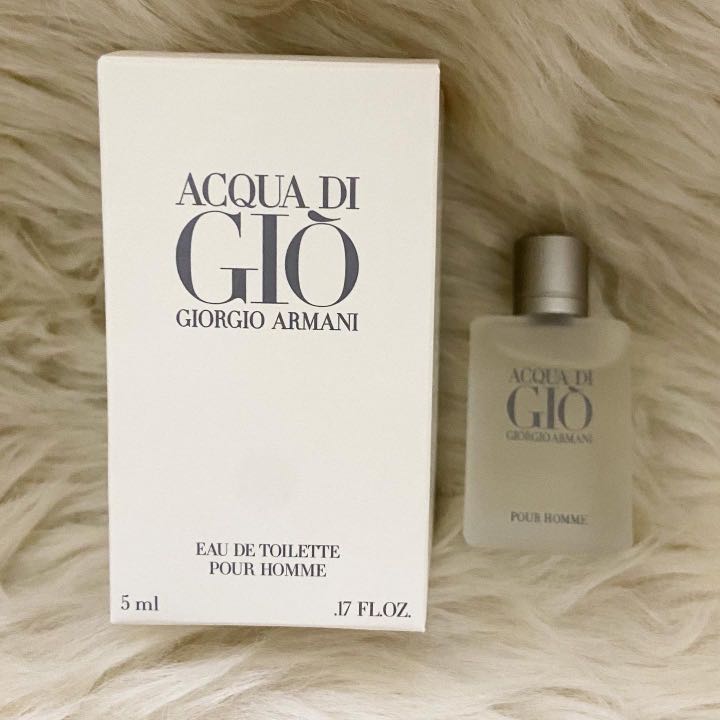 ACQUA DI
GIÒ
GIORGIO ARMANI
EAU DE TOILETTE
POUR HOMME
5 ml .17 FL.OZ.
ACQUA DI
GIÒ
GIORGIO ARMANI
POUR HOMME